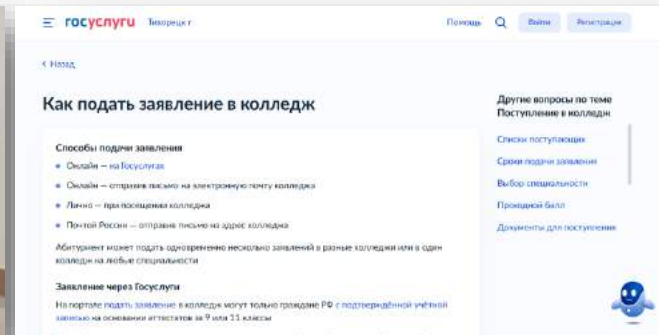 госуслуги Тихорецк г Помощь Войти Регистрация
< Назад
Как подать заявление в колледж
Способы подачи заявления
Онлайн — на Госуслугах
Онлайн — отправив письмо на электронную почту колледжа
Лично — при посещении колледжа
Почтой России — отправив письмо на адрес колледжа
Абитуриент может подать одновременно несколько заявлений в разные колледжи или в один
колледж на любые специальности
Заявление через Госуслуги
На портале подать заявление в колледж могут только граждане РФ с подтверждённой учётной
записью на основании аттестатов за 9 или 11 классы
Другие вопросы по теме
Поступление в колледж
Списки поступающих
Сроки подачи заявления
Выбор специальности
Проходной балл
Документы для поступления